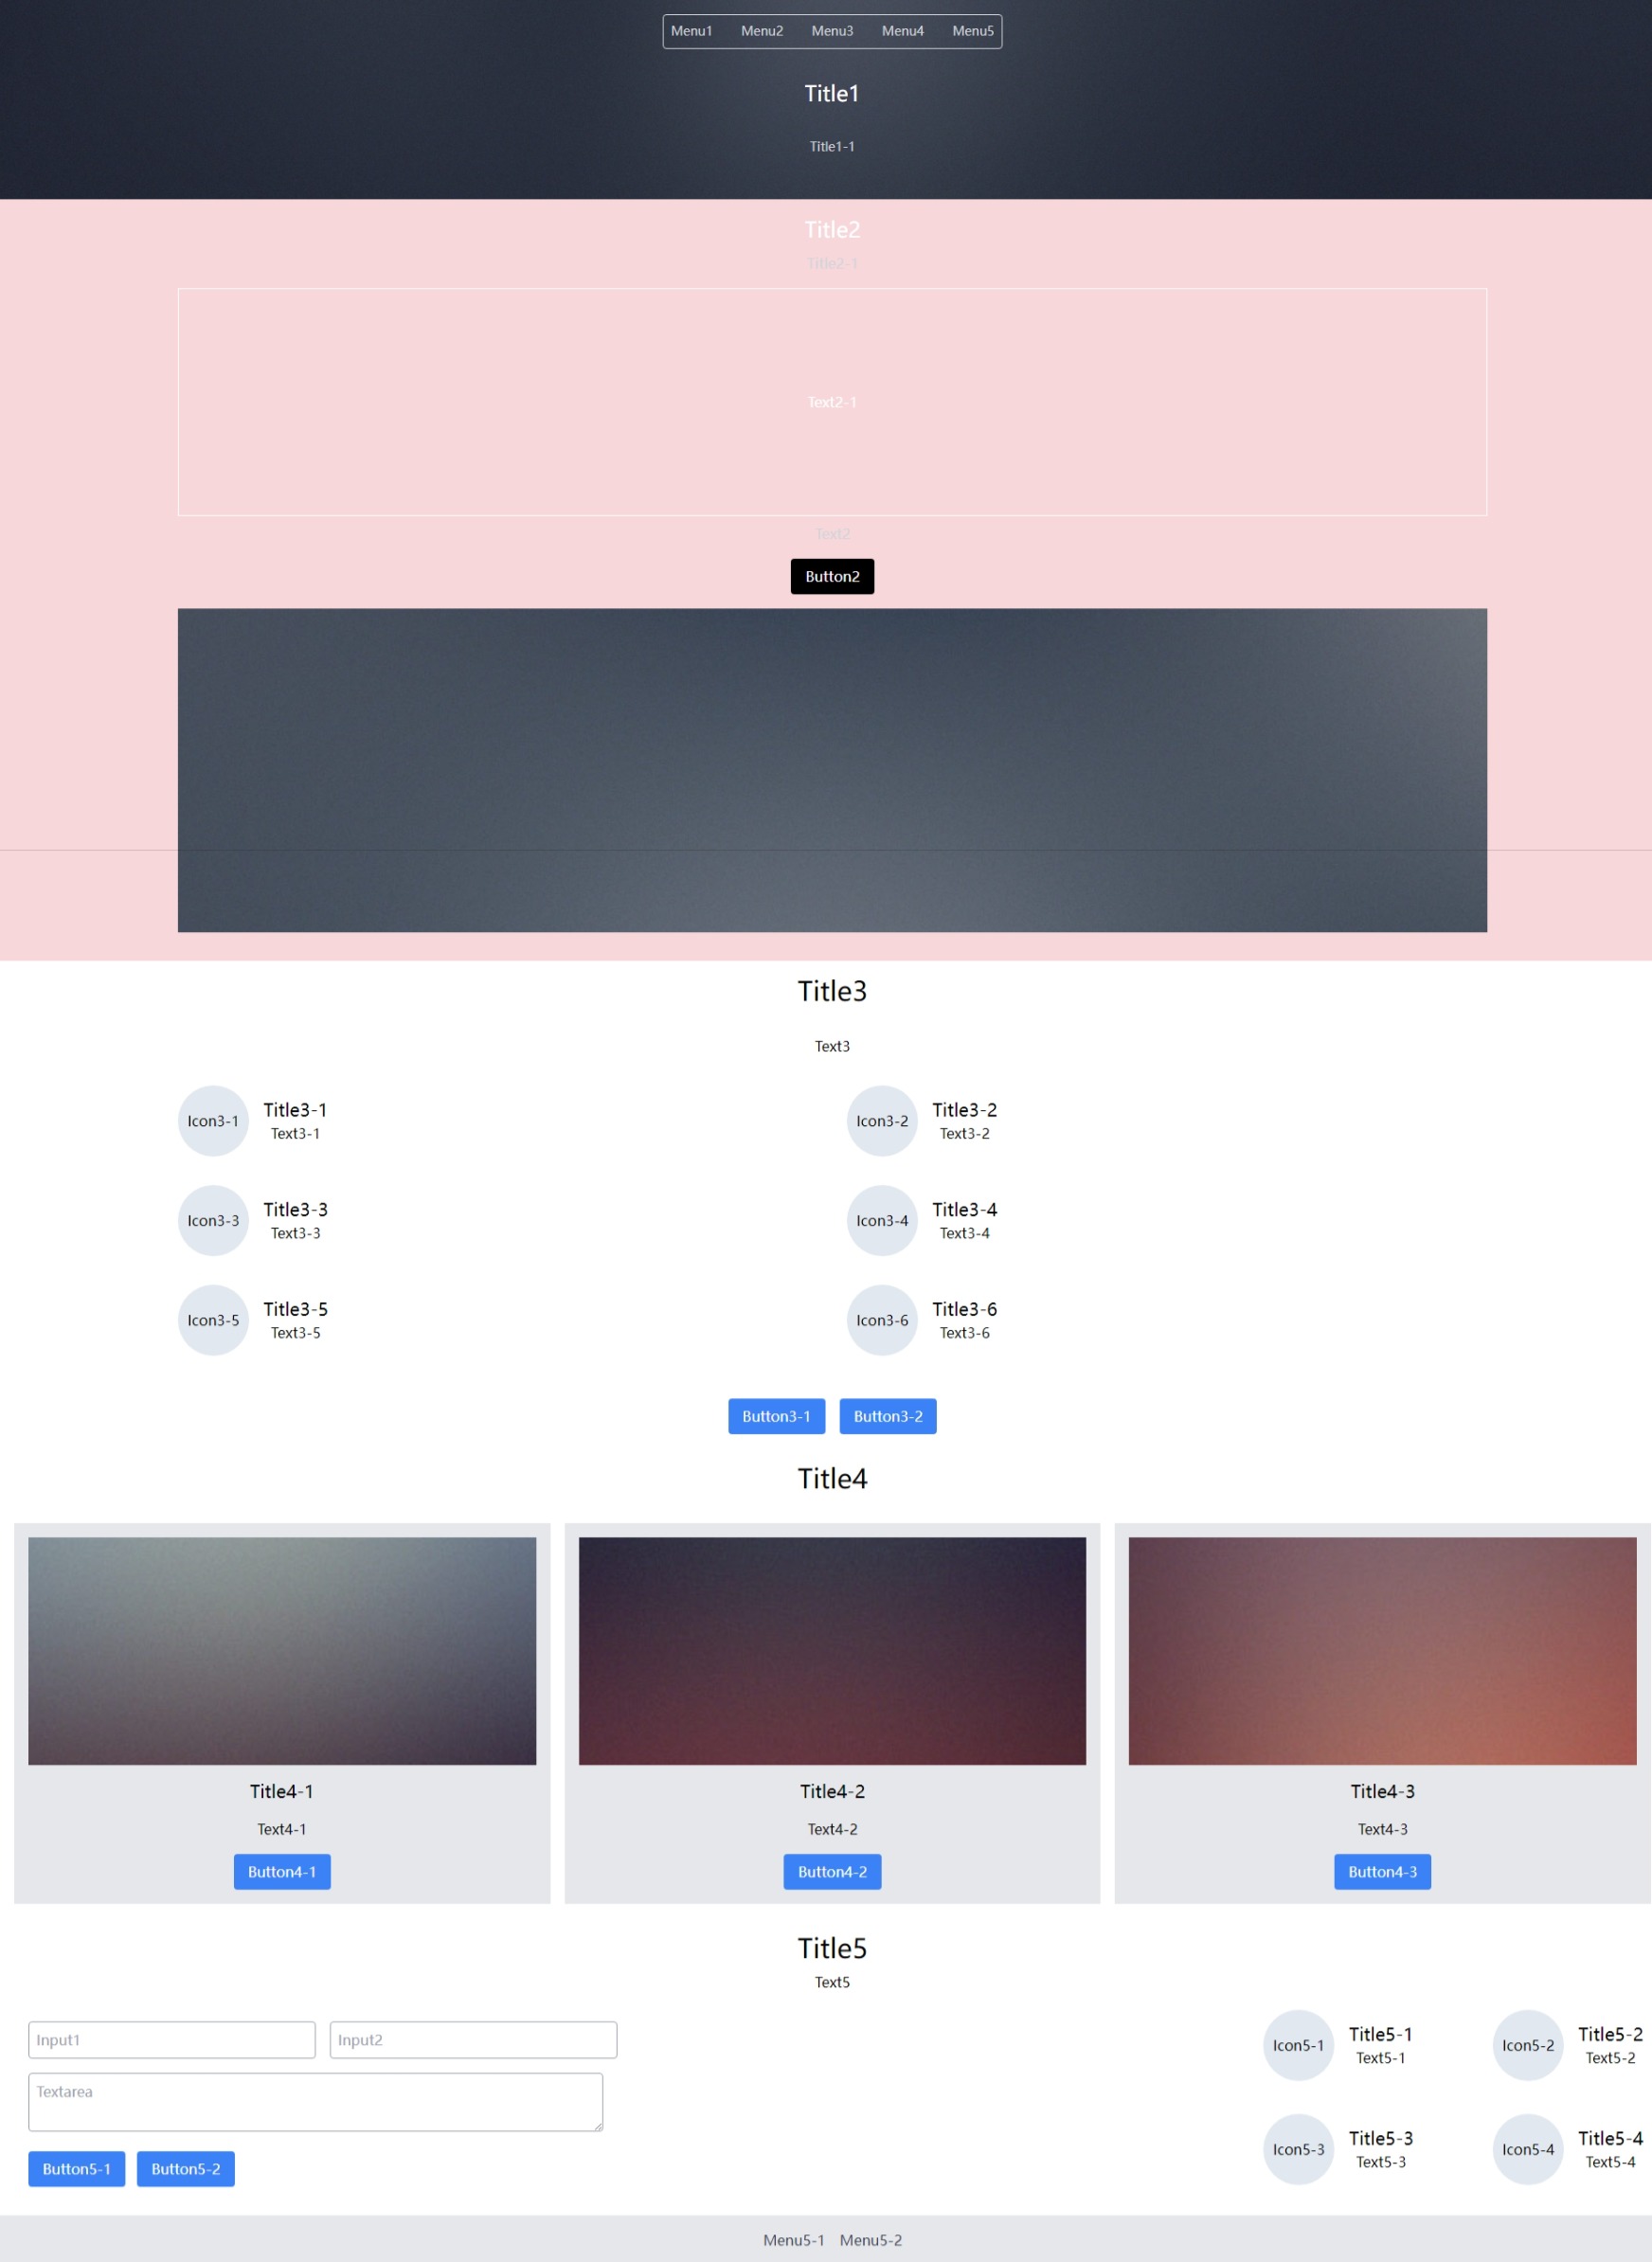 Menu1 Menu2 Menu3 Menu4 Menu5
Title1
Title1-1
Title2
Title2-1
Text2-1
Text2
Button2
Title3
Text3
Icon3-1 Title3-1
Text3-1
Icon3-2 Title3-2
Text3-2
Icon3-3 Title3-3
Text3-3
Icon3-4 Title3-4
Text3-4
Icon3-5 Title3-5
Text3-5
Icon3-6 Title3-6
Text3-6
Button3-1 Button3-2
Title4
Title4-1
Text4-1
Button4-1
Title4-2
Text4-2
Button4-2
Title4-3
Text4-3
Button4-3
Title5
Text5
Input1 Input2
Textarea
Button5-1 Button5-2
Icon5-1 Title5-1
Text5-1
Icon5-2 Title5-2
Text5-2
Icon5-3 Title5-3
Text5-3
Icon5-4 Title5-4
Text5-4
Menu5-1 Menu5-2